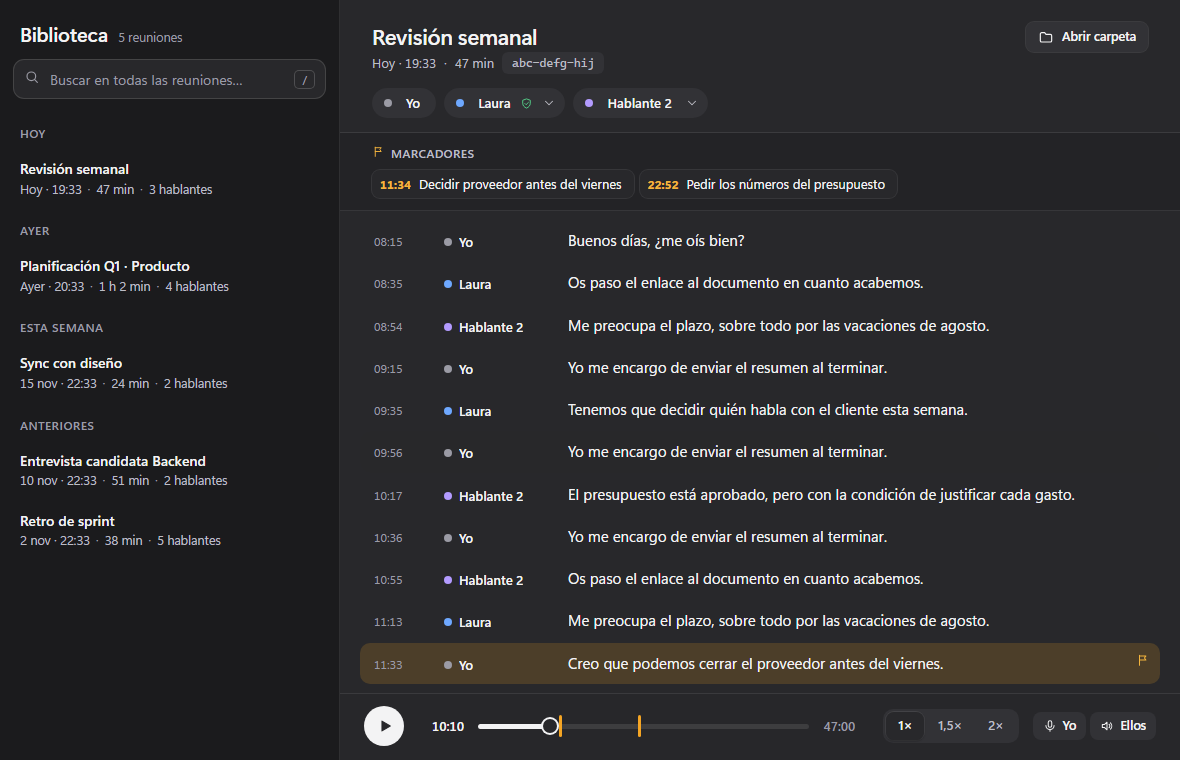 Biblioteca 5 reuniones
Buscar en todas las reuniones... /
HOY
Revisión semanal
Hoy · 19:33 · 47 min · 3 hablantes
AYER
Planificación Q1 · Producto
Ayer · 20:33 · 1 h 2 min · 4 hablantes
ESTA SEMANA
Sync con diseño
15 nov · 22:33 · 24 min · 2 hablantes
ANTERIORES
Entrevista candidata Backend
10 nov · 22:33 · 51 min · 2 hablantes
Retro de sprint
2 nov · 22:33 · 38 min · 5 hablantes
Revisión semanal
Abrir carpeta
Hoy · 19:33 · 47 min abc-defg-hij
Yo Laura Hablante 2
MARCADORES
11:34 Decidir proveedor antes del viernes 22:52 Pedir los números del presupuesto
08:15 Yo Buenos días, ¿me oís bien?
08:35 Laura Os paso el enlace al documento en cuanto acabemos.
08:54 Hablante 2 Me preocupa el plazo, sobre todo por las vacaciones de agosto.
09:15 Yo Yo me encargo de enviar el resumen al terminar.
09:35 Laura Tenemos que decidir quién habla con el cliente esta semana.
09:56 Yo Yo me encargo de enviar el resumen al terminar.
10:17 Hablante 2 El presupuesto está aprobado, pero con la condición de justificar cada gasto.
10:36 Yo Yo me encargo de enviar el resumen al terminar.
10:55 Hablante 2 Os paso el enlace al documento en cuanto acabemos.
11:13 Laura Me preocupa el plazo, sobre todo por las vacaciones de agosto.
11:33 Yo Creo que podemos cerrar el proveedor antes del viernes.
10:10 47:00 1× 1,5× 2× Yo Ellos